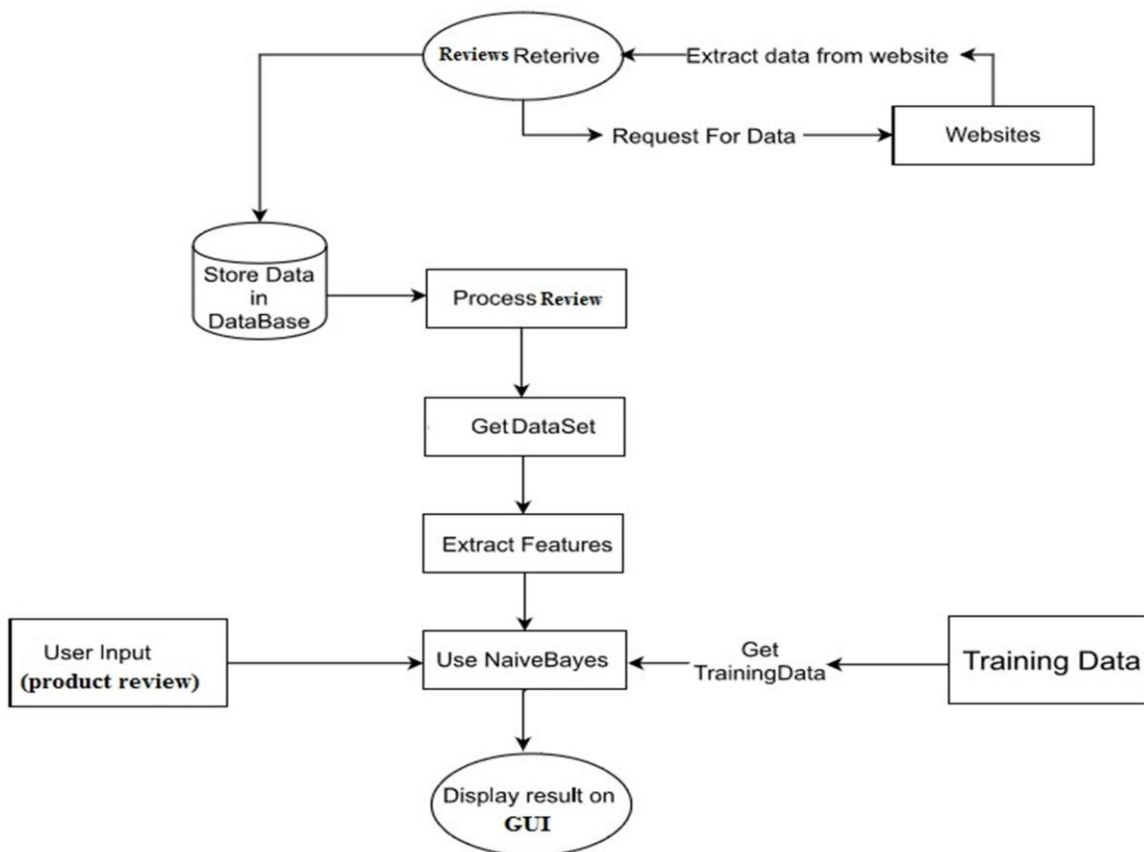 Reviews Reterive
Extract data from website
Request For Data
Websites
Store Data
in
DataBase
Process Review
Get DataSet
Extract Features
User Input
(product review)
Use NaiveBayes
Get
TrainingData
Training Data
Display result on
GUI